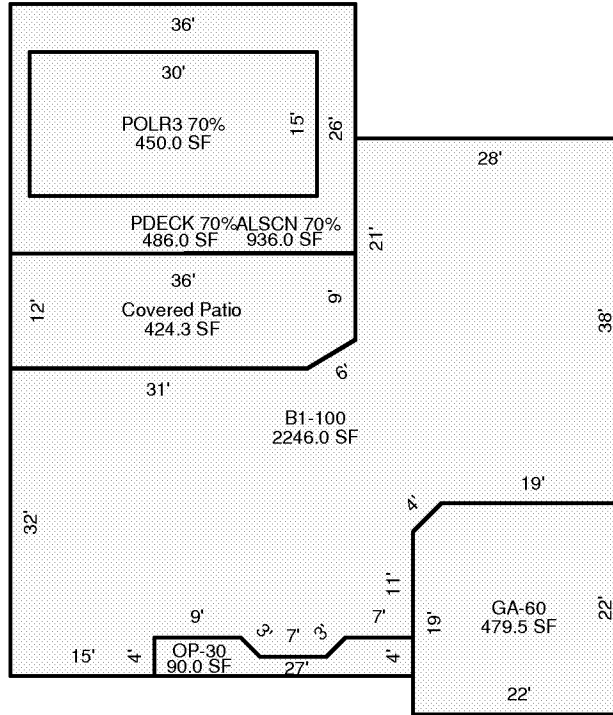 36'
30'
POLR3 70%
450.0 SF
15'
26'
28'
PDECK 70%
486.0 SF
ALSCN 70%
936.0 SF
21'
36'
12'
Covered Patio
424.3 SF
9'
38'
31'
6'
B1-100
2246.0 SF
32'
4'
19'
11'
19'
GA-60
479.5 SF
22'
9'
3'
7'
3'
7'
15'
4'
OP-30
90.0 SF
27'
4'
22'